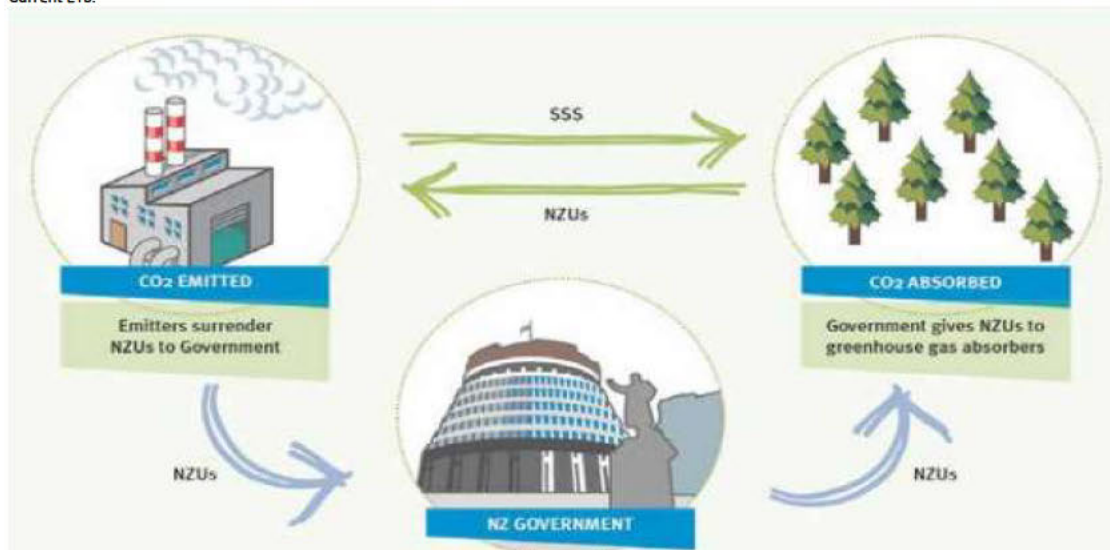 SSS
NZUs
CO2 EMITTED
CO2 ABSORBED
Emitters surrender
NZUs to Government
Government gives NZUs to
greenhouse gas absorbers
NZUs
NZUs
NZ GOVERNMENT